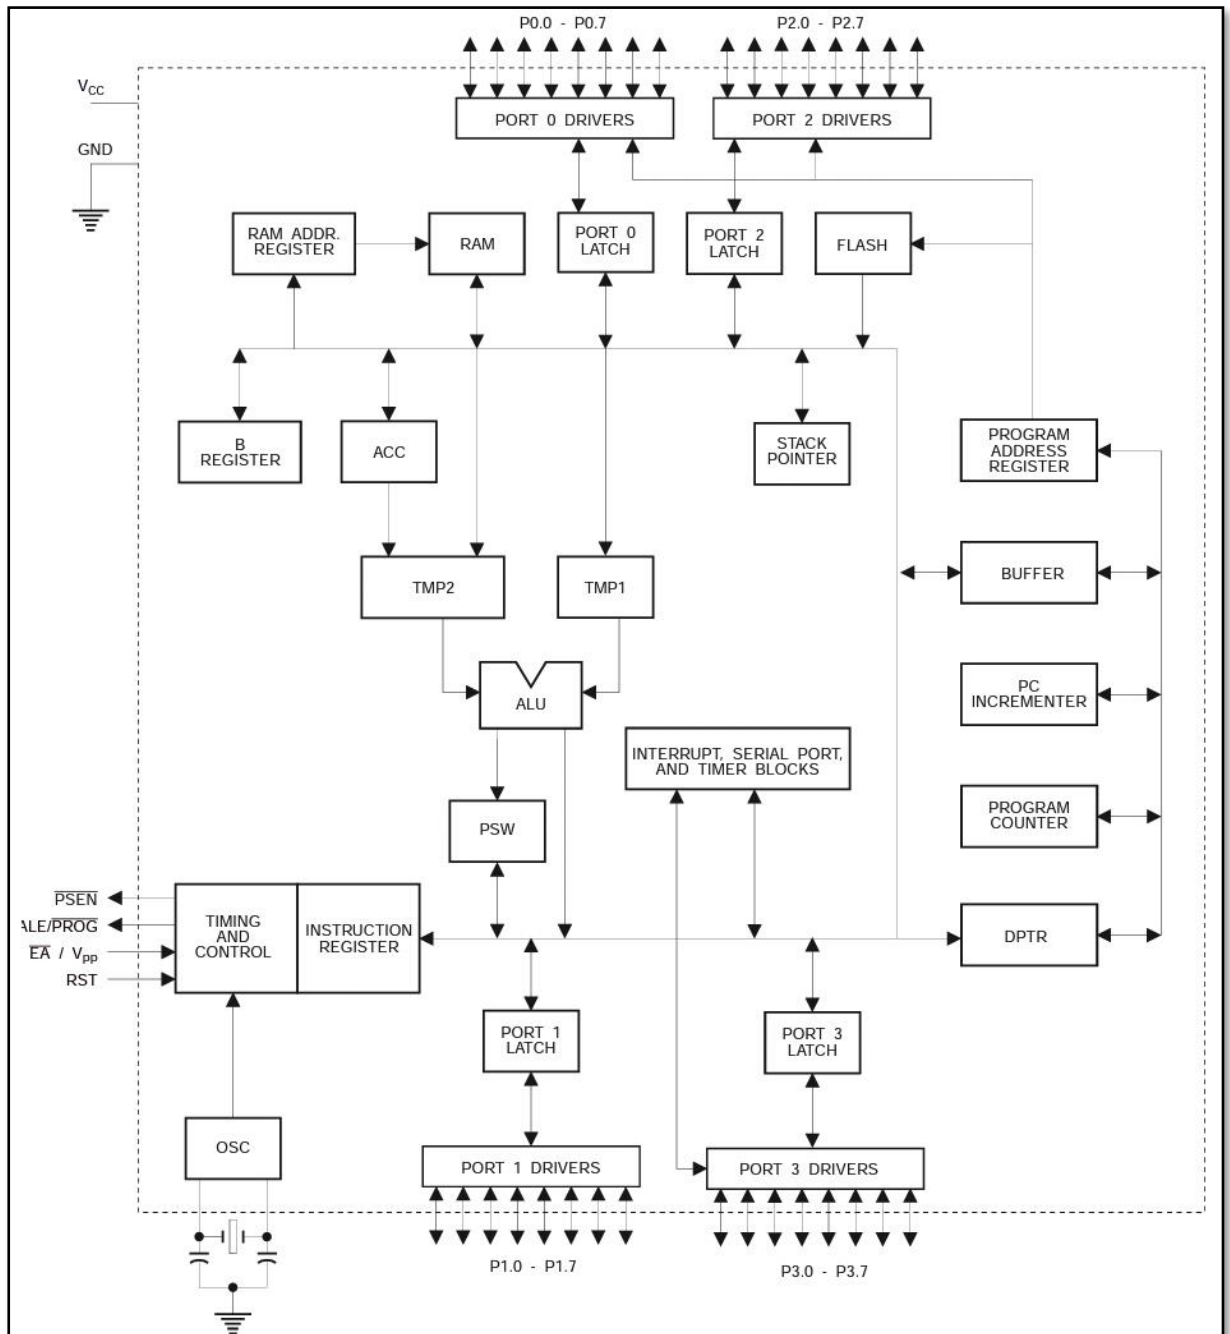 P0.0 - P0.7
P2.0 - P2.7
VCC
PORT 0 DRIVERS
PORT 2 DRIVERS
GND
RAM ADDR.
REGISTER
RAM
PORT 0
LATCH
PORT 2
LATCH
FLASH
B
REGISTER
ACC
STACK
POINTER
PROGRAM
ADDRESS
REGISTER
BUFFER
TMP2
TMP1
PC
INCREMENTER
ALU
INTERRUPT, SERIAL PORT,
AND TIMER BLOCKS
PROGRAM
COUNTER
PSW
PSEN
ALE/PROG
EA / Vpp
RST
TIMING
AND
CONTROL
INSTRUCTION
REGISTER
DPTR
PORT 1
LATCH
PORT 3
LATCH
OSC
PORT 1 DRIVERS
PORT 3 DRIVERS
P1.0 - P1.7
P3.0 - P3.7